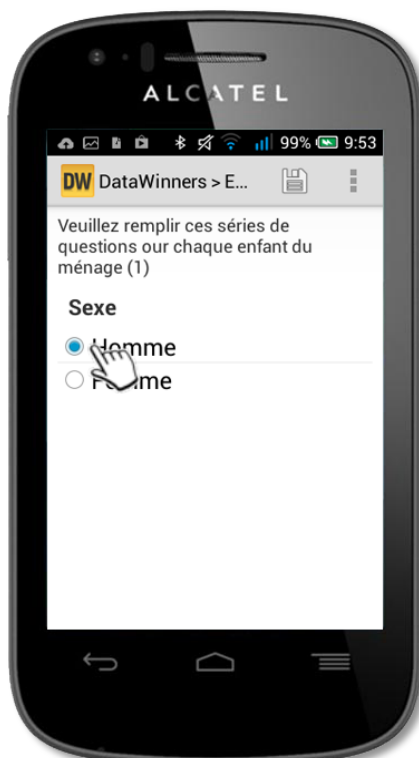 ALCATEL
99% 9:53
DW DataWinners > E...
Veuillez remplir ces séries de
questions our chaque enfant du
ménage (1)
Sexe
Homme
Femme